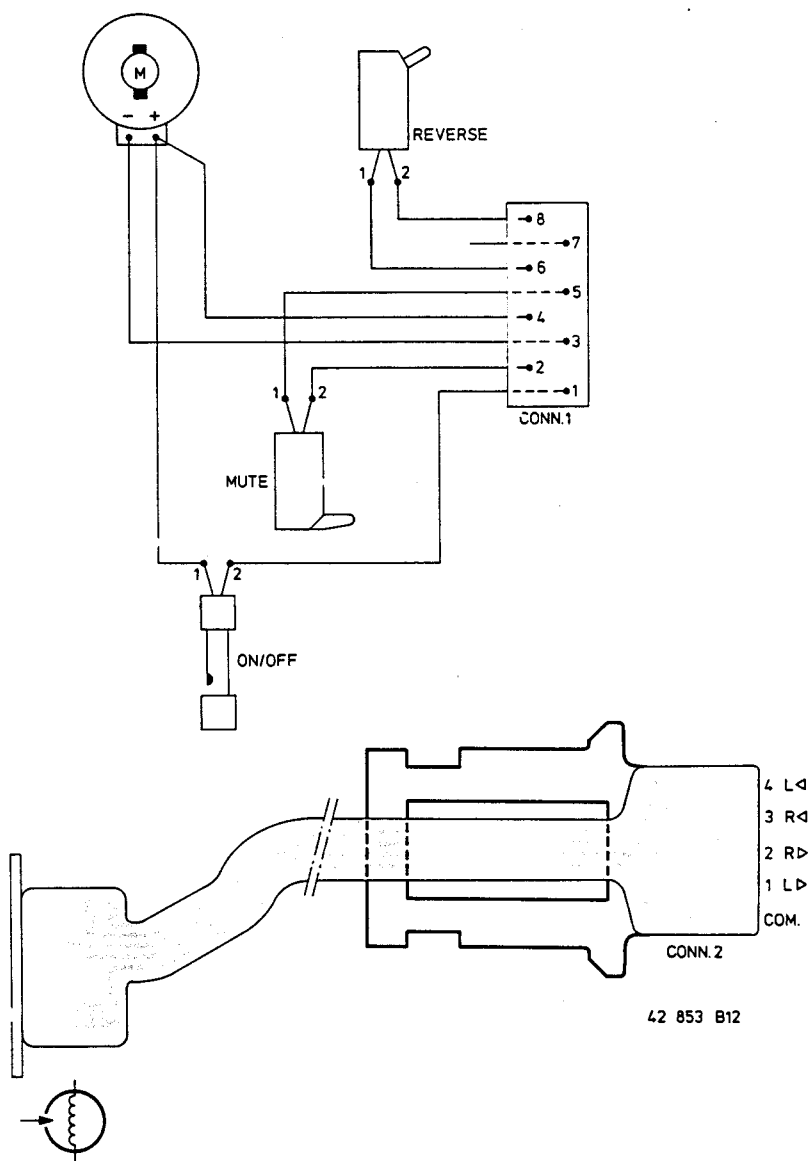 M
- +
REVERSE
1 2
8
7
6
5
4
3
2
1
CONN.1
1 2
MUTE
1 2
ON/OFF
4 L◁
3 R◁
2 R▷
1 L▷
COM.
CONN.2
42 853 B12